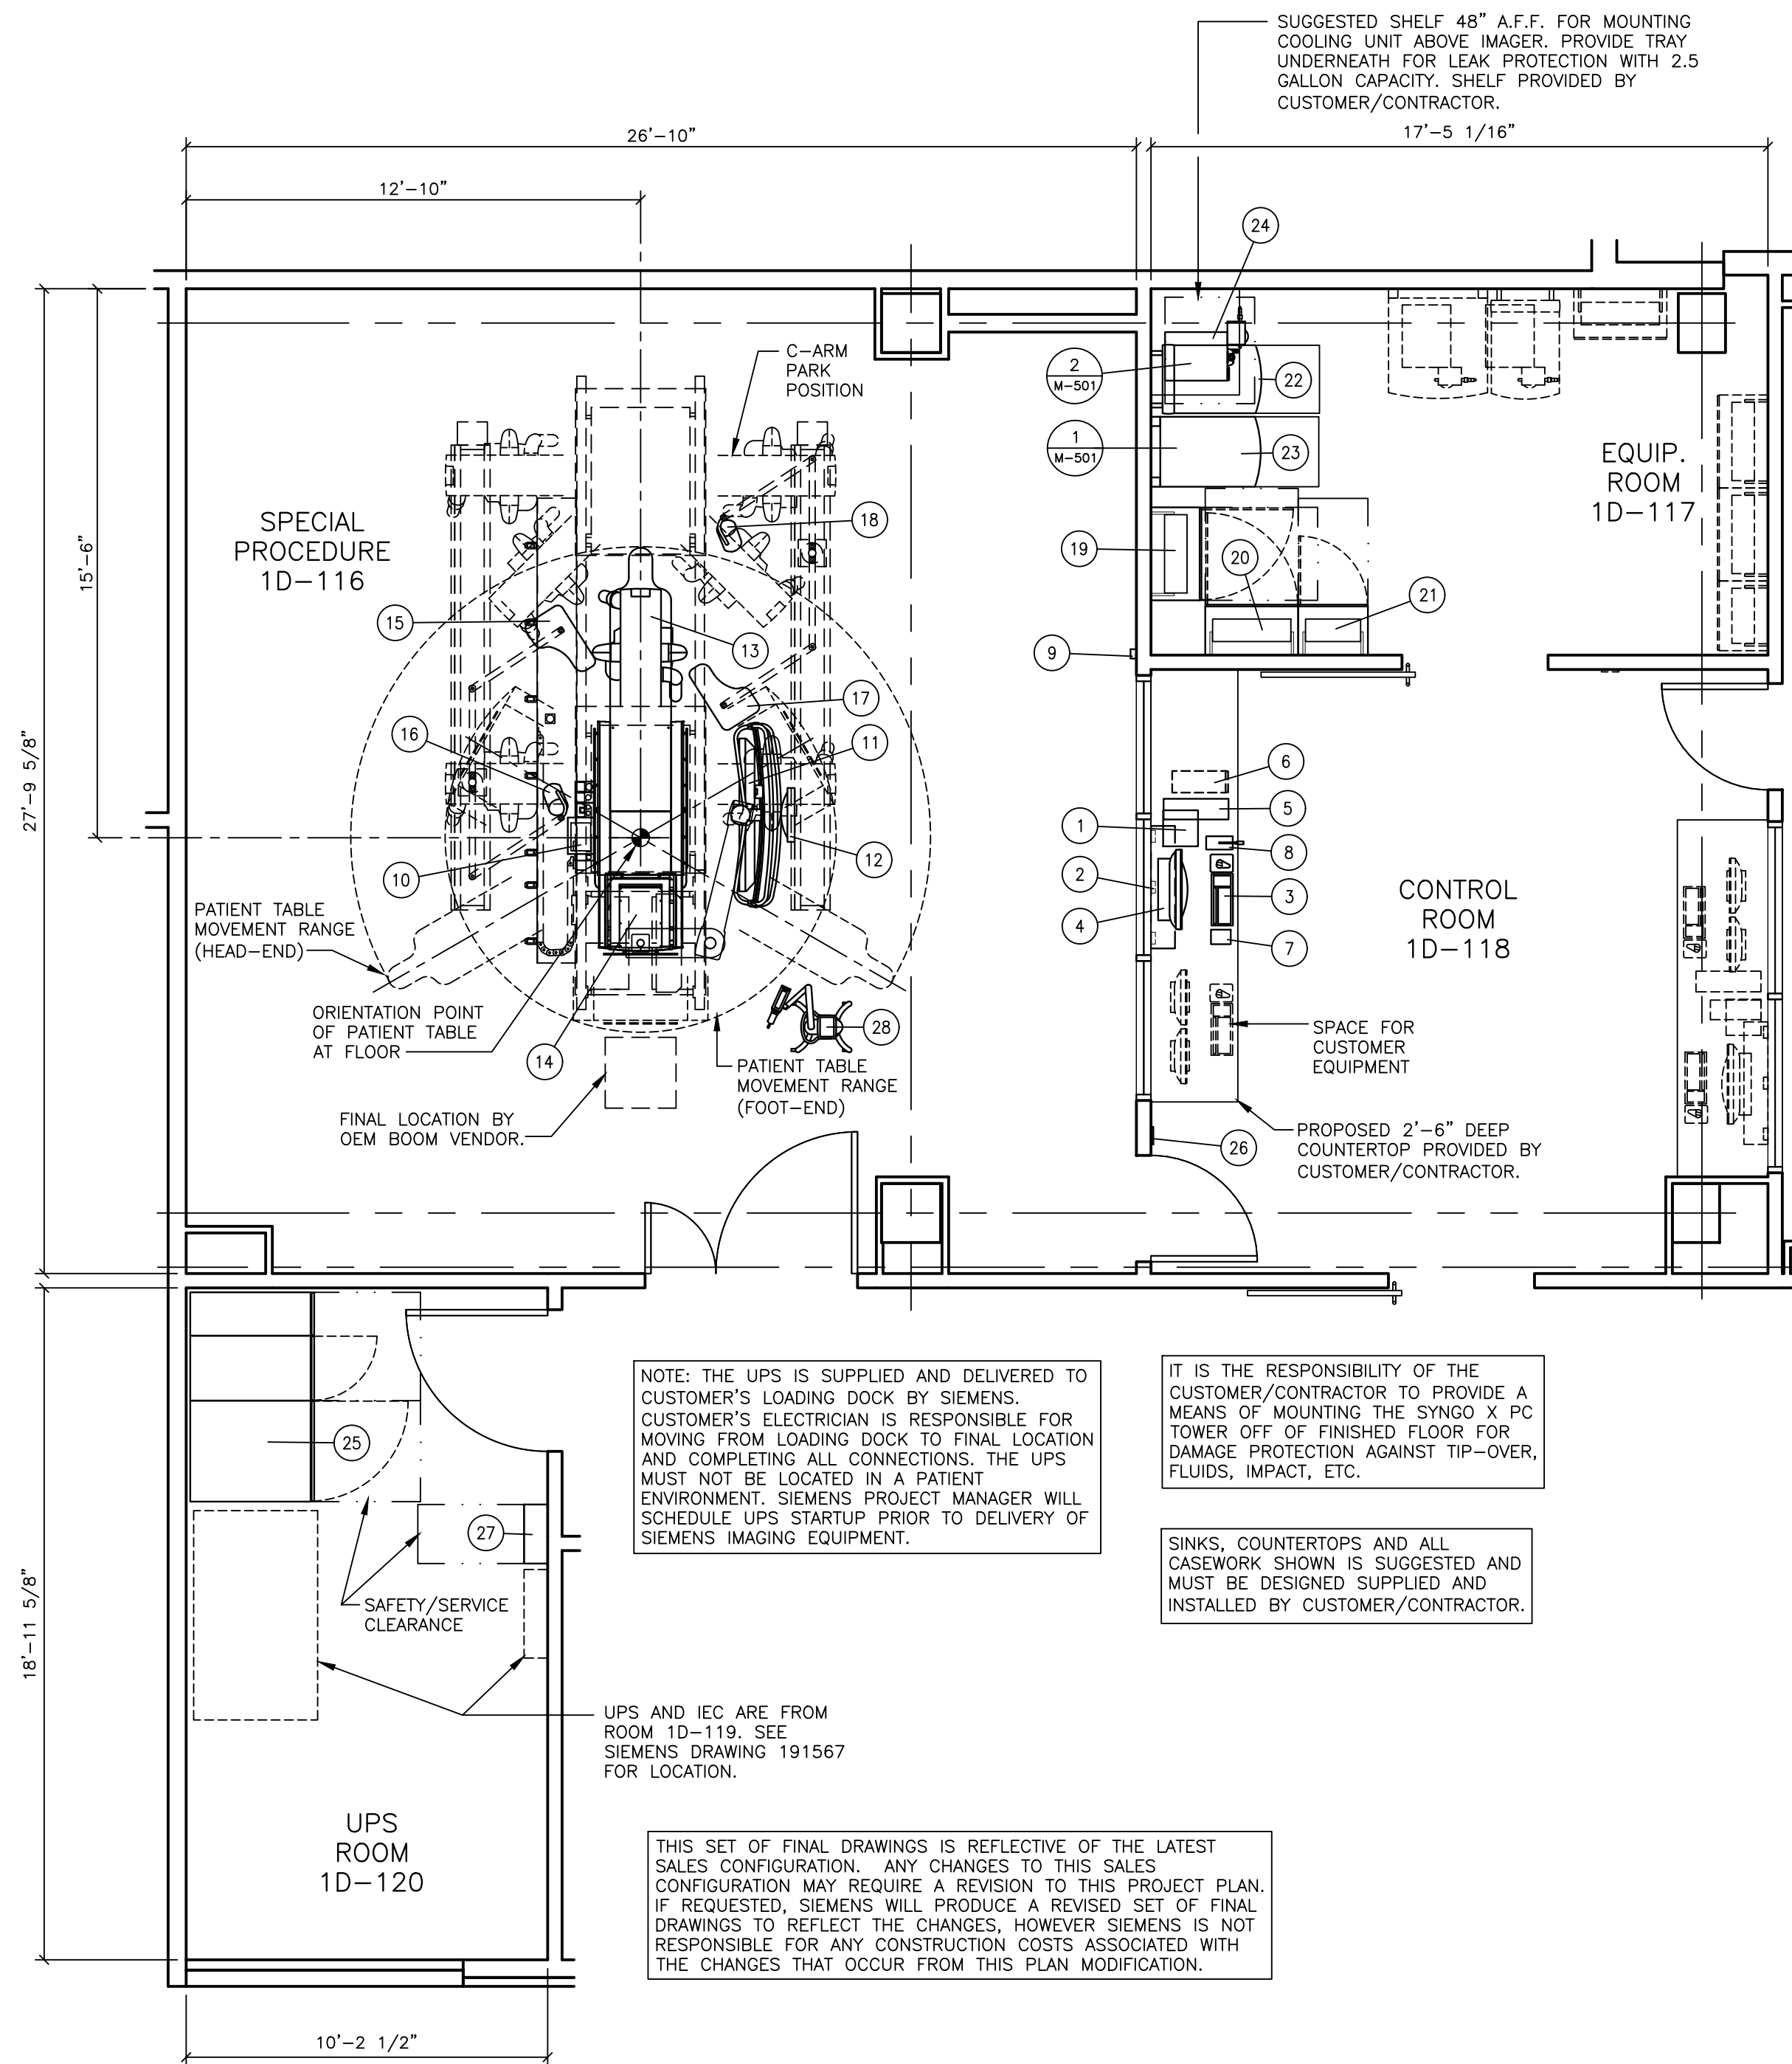 SUGGESTED SHELF 48" A.F.F. FOR MOUNTING
COOLING UNIT ABOVE IMAGER. PROVIDE TRAY
UNDERNEATH FOR LEAK PROTECTION WITH 2.5
GALLON CAPACITY. SHELF PROVIDED BY
CUSTOMER/CONTRACTOR.
26'-10"
17'-5 1/16"
12'-10"
24
C-ARM
PARK
POSITION
2
M-501
22
1
M-501
23
EQUIP.
ROOM
1D-117
SPECIAL
PROCEDURE
1D-116
18
19
20
21
15'-6"
15
13
9
17
16
11
6
27'-9 5/8"
5
1
8
12
10
2
3
4
7
CONTROL
ROOM
1D-118
PATIENT TABLE
MOVEMENT RANGE
(HEAD-END)
ORIENTATION POINT
OF PATIENT TABLE
AT FLOOR
28
14
SPACE FOR
CUSTOMER
EQUIPMENT
PATIENT TABLE
MOVEMENT RANGE
(FOOT-END)
FINAL LOCATION BY
OEM BOOM VENDOR.
26
PROPOSED 2'-6" DEEP
COUNTERTOP PROVIDED BY
CUSTOMER/CONTRACTOR.
NOTE: THE UPS IS SUPPLIED AND DELIVERED TO
CUSTOMER'S LOADING DOCK BY SIEMENS.
CUSTOMER'S ELECTRICIAN IS RESPONSIBLE FOR
MOVING FROM LOADING DOCK TO FINAL LOCATION
AND COMPLETING ALL CONNECTIONS. THE UPS
MUST NOT BE LOCATED IN A PATIENT
ENVIRONMENT. SIEMENS PROJECT MANAGER WILL
SCHEDULE UPS STARTUP PRIOR TO DELIVERY OF
SIEMENS IMAGING EQUIPMENT.
IT IS THE RESPONSIBILITY OF THE
CUSTOMER/CONTRACTOR TO PROVIDE A
MEANS OF MOUNTING THE SYNGO X PC
TOWER OFF OF FINISHED FLOOR FOR
DAMAGE PROTECTION AGAINST TIP-OVER,
FLUIDS, IMPACT, ETC.
25
27
SINKS, COUNTERTOPS AND ALL
CASEWORK SHOWN IS SUGGESTED AND
MUST BE DESIGNED SUPPLIED AND
INSTALLED BY CUSTOMER/CONTRACTOR.
SAFETY/SERVICE
CLEARANCE
18'-11 5/8"
UPS AND IEC ARE FROM
ROOM 1D-119. SEE
SIEMENS DRAWING 191567
FOR LOCATION.
UPS
ROOM
1D-120
THIS SET OF FINAL DRAWINGS IS REFLECTIVE OF THE LATEST
SALES CONFIGURATION. ANY CHANGES TO THIS SALES
CONFIGURATION MAY REQUIRE A REVISION TO THIS PROJECT PLAN.
IF REQUESTED, SIEMENS WILL PRODUCE A REVISED SET OF FINAL
DRAWINGS TO REFLECT THE CHANGES, HOWEVER SIEMENS IS NOT
RESPONSIBLE FOR ANY CONSTRUCTION COSTS ASSOCIATED WITH
THE CHANGES THAT OCCUR FROM THIS PLAN MODIFICATION.
10'-2 1/2"